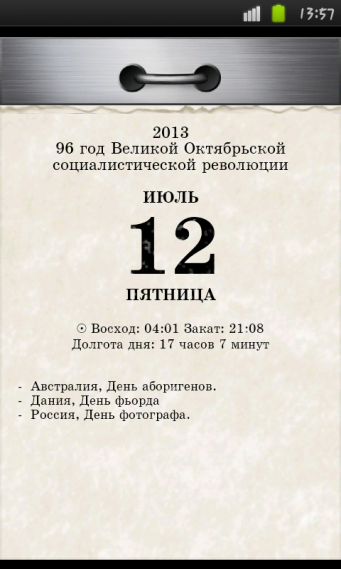 13:57
2013
96 год Великой Октябрьской
социалистической революции
ИЮЛЬ
12
ПЯТНИЦА
☉ Восход: 04:01 Закат: 21:08
Долгота дня: 17 часов 7 минут
- Австралия, День аборигенов.
- Дания, День фьорда
- Россия, День фотографа.